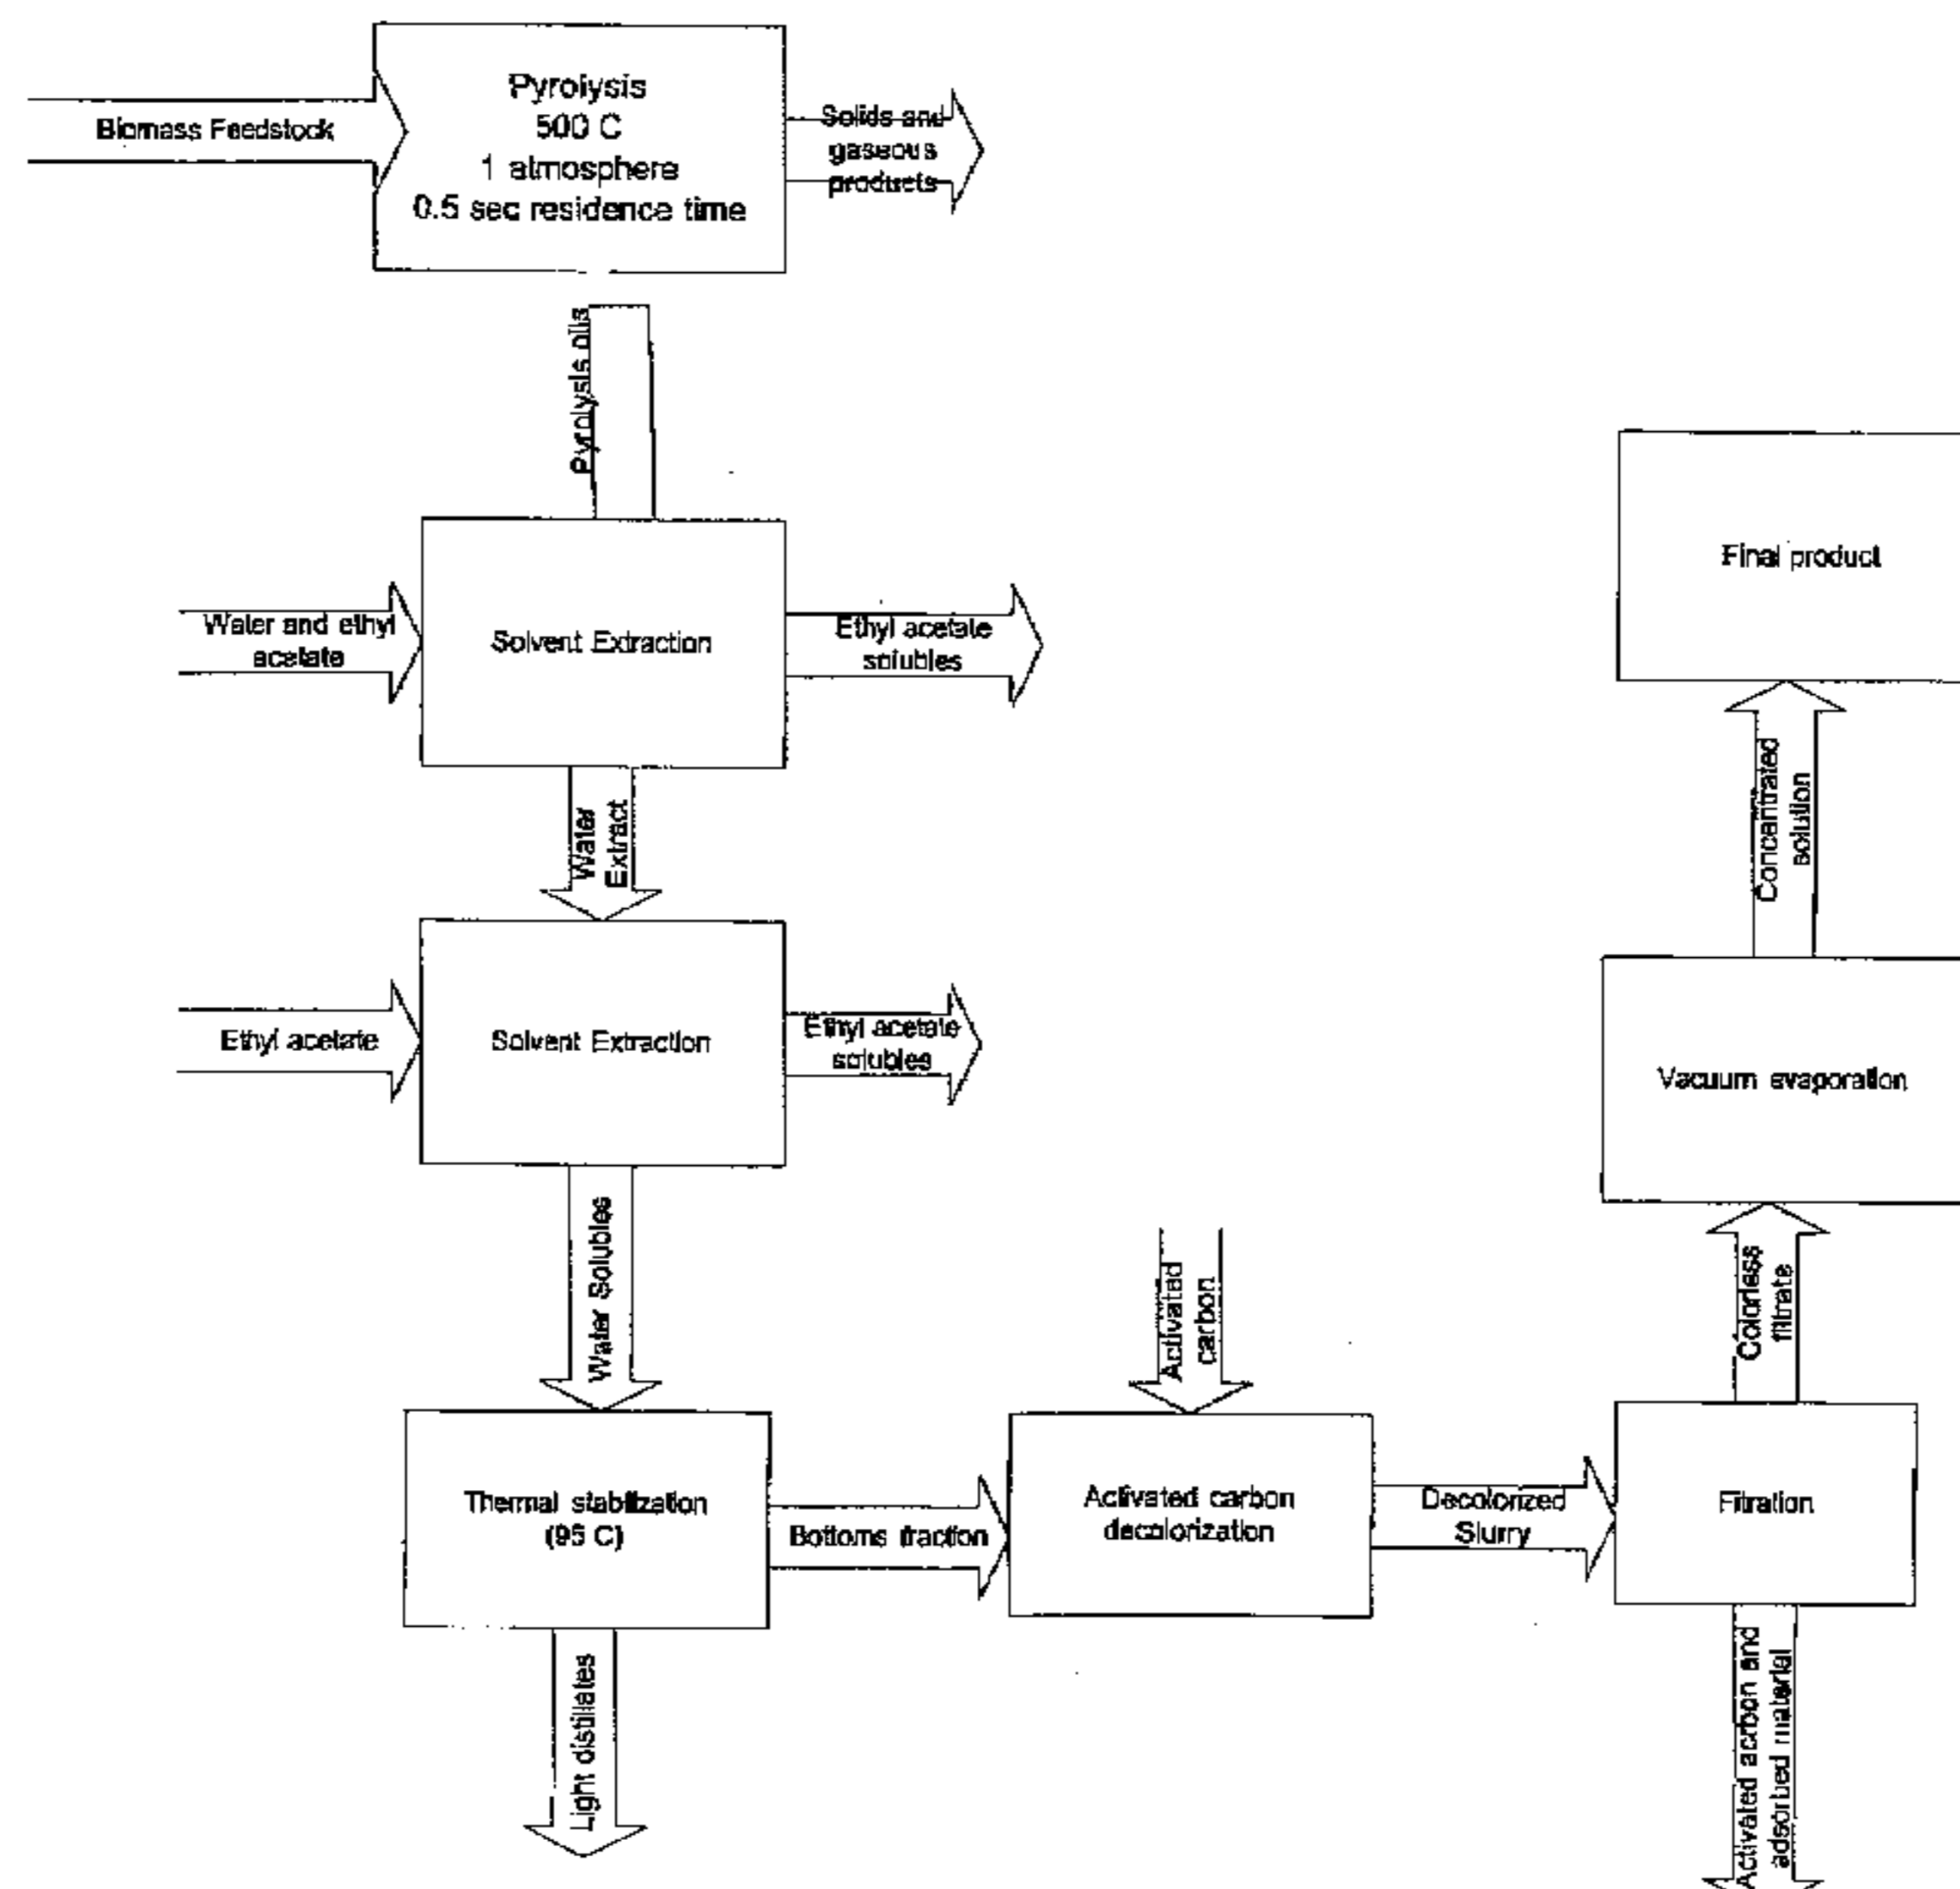 Pyrolysis
500 C
1 atmosphere
0.5 sec residence time
Biomass Feedstock
Solids and
gaseous
products
Pyrolysis oils
Final product
Water and ethyl
acetate
Solvent Extraction
Ethyl acetate
solubles
Concentrated
solution
Water
Extract
Ethyl acetate
Solvent Extraction
Ethyl acetate
solubles
Vacuum evaporation
Water Solubles
Activated
carbon
Colorless
filtrate
Thermal stabilization
(95 C)
Bottoms fraction
Activated carbon
decolorization
Decolorized
Slurry
Filtration
Light distillates
Activated acrbon and
adsorbed material